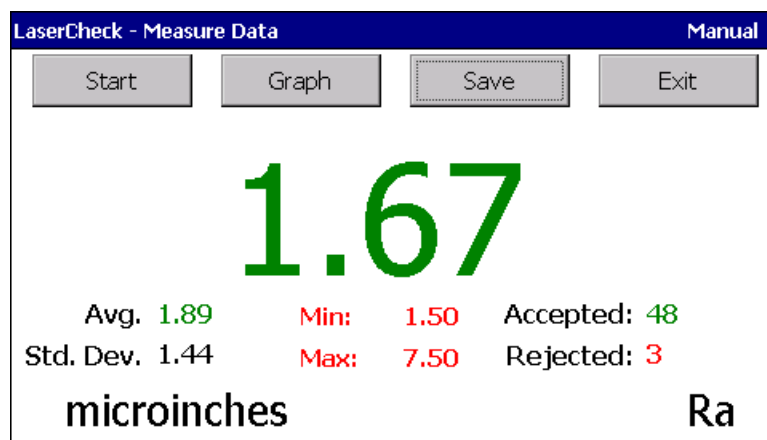 LaserCheck - Measure Data Manual
Start Graph Save Exit
1.67
Avg. 1.89 Min: 1.50 Accepted: 48
Std. Dev. 1.44 Max: 7.50 Rejected: 3
microinches Ra